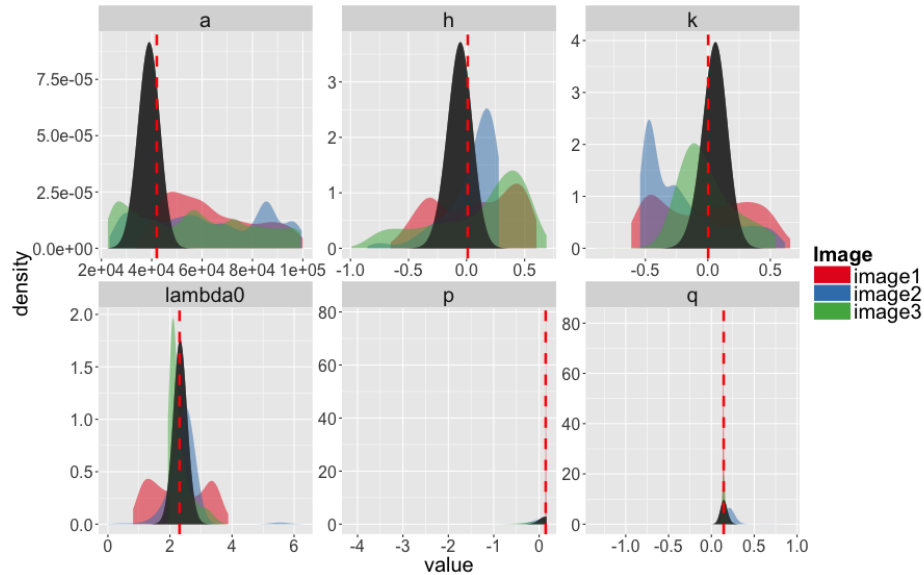 a h k
7.5e-05
5.0e-05
2.5e-05
0.0e+00
3
2
1
0
4
3
2
1
0
2e+04 4e+04 6e+04 8e+04 1e+05
-1.0 -0.5 0.0 0.5
-0.5 0.0 0.5
density
lambda0 p q
2.0
1.5
1.0
0.5
0.0
80
60
40
20
0
80
60
40
20
0
0 2 4 6
-4 -3 -2 -1 0
-1.0 -0.5 0.0 0.5 1.0
value
Image
image1
image2
image3